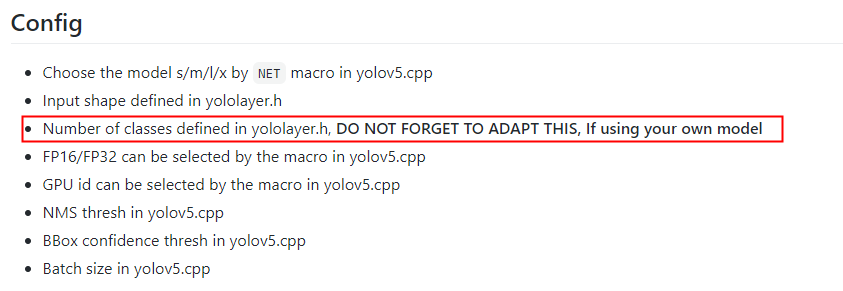 Config
• Choose the model s/m/l/x by NET macro in yolov5.cpp
• Input shape defined in yololayer.h
• Number of classes defined in yololayer.h, DO NOT FORGET TO ADAPT THIS, If using your own model
• FP16/FP32 can be selected by the macro in yolov5.cpp
• GPU id can be selected by the macro in yolov5.cpp
• NMS thresh in yolov5.cpp
• BBox confidence thresh in yolov5.cpp
• Batch size in yolov5.cpp